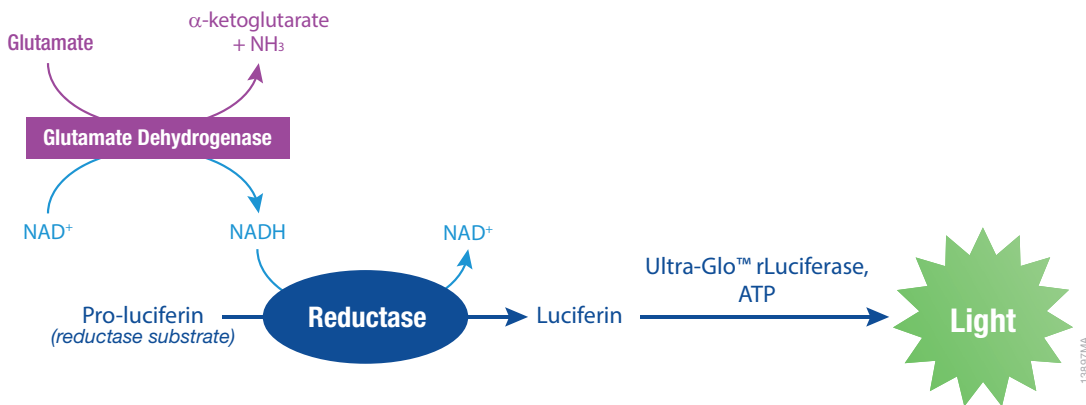 α-ketoglutarate
+ NH₃
Glutamate
Glutamate Dehydrogenase
NAD⁺
NADH
NAD⁺
Ultra-Glo™ rLuciferase,
ATP
Pro-luciferin
(reductase substrate)
Reductase
Luciferin
Light
13897MA